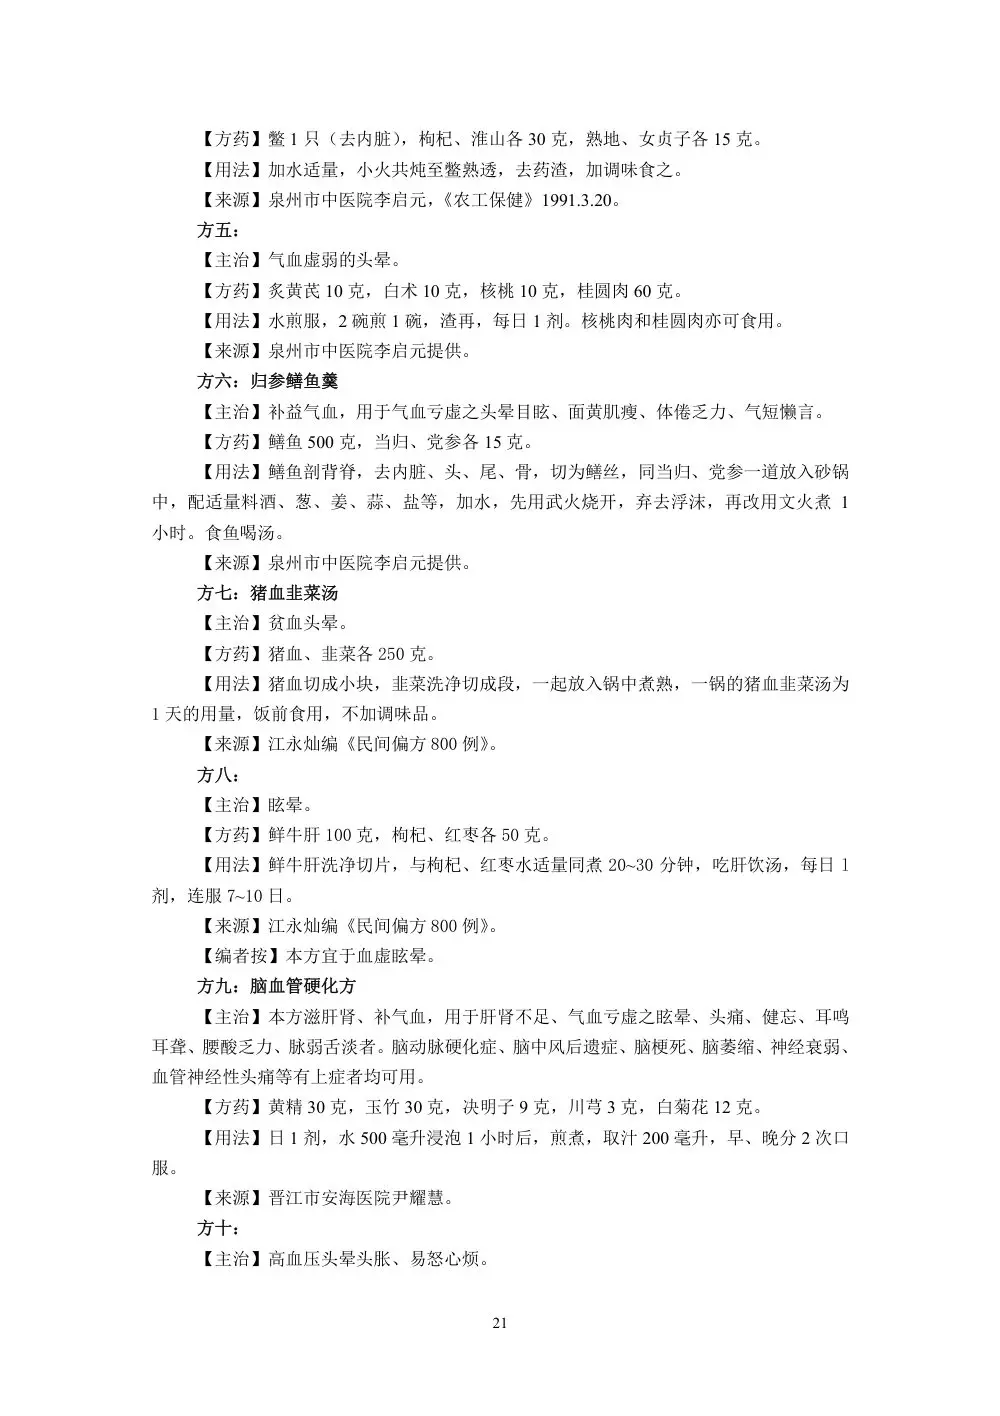 【方药】鳖 1 只（去内脏），枸杞、淮山各 30 克，熟地、女贞子各 15 克。
【用法】加水适量，小火共炖至鳖熟透，去药渣，加调味食之。
【来源】泉州市中医院李启元，《农工保健》1991.3.20。
方五：
【主治】气血虚弱的头晕。
【方药】炙黄芪 10 克，白术 10 克，核桃 10 克，桂圆肉 60 克。
【用法】水煎服，2 碗煎 1 碗，渣再，每日 1 剂。核桃肉和桂圆肉亦可食用。
【来源】泉州市中医院李启元提供。
方六：归参鳝鱼羹
【主治】补益气血，用于气血亏虚之头晕目眩、面黄肌瘦、体倦乏力、气短懒言。
【方药】鳝鱼 500 克，当归、党参各 15 克。
【用法】鳝鱼剖背脊，去内脏、头、尾、骨，切为鳝丝，同当归、党参一道放入砂锅
中，配适量料酒、葱、姜、蒜、盐等，加水，先用武火烧开，弃去浮沫，再改用文火煮 1
小时。食鱼喝汤。
【来源】泉州市中医院李启元提供。
方七：猪血韭菜汤
【主治】贫血头晕。
【方药】猪血、韭菜各 250 克。
【用法】猪血切成小块，韭菜洗净切成段，一起放入锅中煮熟，一锅的猪血韭菜汤为
1 天的用量，饭前食用，不加调味品。
【来源】江永灿编《民间偏方 800 例》。
方八：
【主治】眩晕。
【方药】鲜牛肝 100 克，枸杞、红枣各 50 克。
【用法】鲜牛肝洗净切片，与枸杞、红枣水适量同煮 20~30 分钟，吃肝饮汤，每日 l
剂，连服 7~10 日。
【来源】江永灿编《民间偏方 800 例》。
【编者按】本方宜于血虚眩晕。
方九：脑血管硬化方
【主治】本方滋肝肾、补气血，用于肝肾不足、气血亏虚之眩晕、头痛、健忘、耳鸣
耳聋、腰酸乏力、脉弱舌淡者。脑动脉硬化症、脑中风后遗症、脑梗死、脑萎缩、神经衰弱、
血管神经性头痛等有上症者均可用。
【方药】黄精 30 克，玉竹 30 克，决明子 9 克，川芎 3 克，白菊花 12 克。
【用法】日 1 剂，水 500 毫升浸泡 1 小时后，煎煮，取汁 200 毫升，早、晚分 2 次口
服。
【来源】晋江市安海医院尹耀慧。
方十：
【主治】高血压头晕头胀、易怒心烦。
21